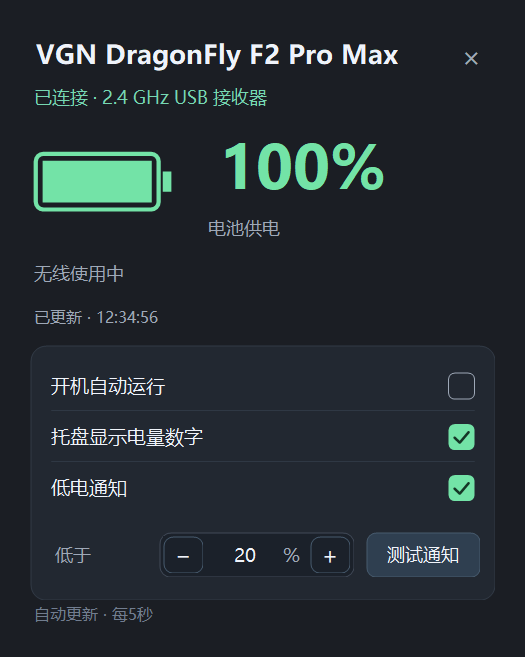 VGN DragonFly F2 Pro Max ×
已连接 · 2.4 GHz USB 接收器
100%
电池供电
无线使用中
已更新 · 12:34:56
开机自动运行
托盘显示电量数字
低电通知
低于 − 20 % + 测试通知
自动更新 · 每5秒